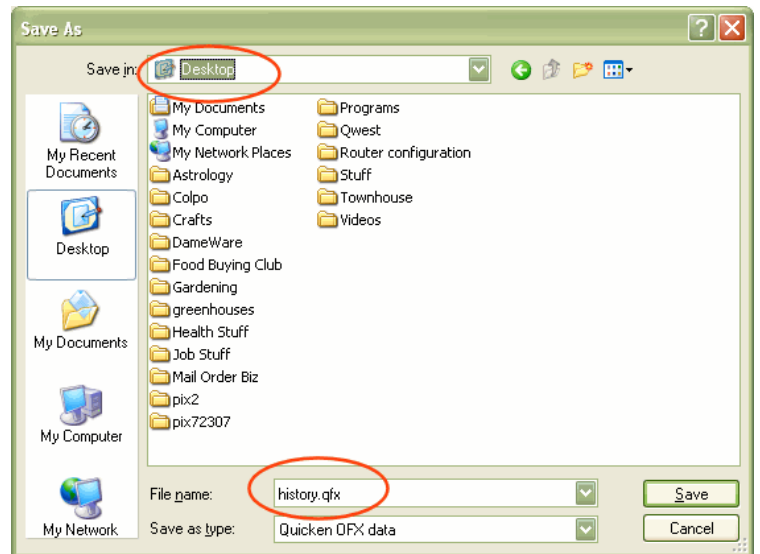 Save As
Save in:
Desktop
My Recent
Documents
Desktop
My Documents
My Computer
My Network
My Documents
My Computer
My Network Places
Astrology
Colpo
Crafts
DameWare
Food Buying Club
Gardening
greenhouses
Health Stuff
Job Stuff
Mail Order Biz
pix2
pix72307
Programs
Qwest
Router configuration
Stuff
Townhouse
Videos
File name:
history.qfx
Save
Save as type:
Quicken OFX data
Cancel